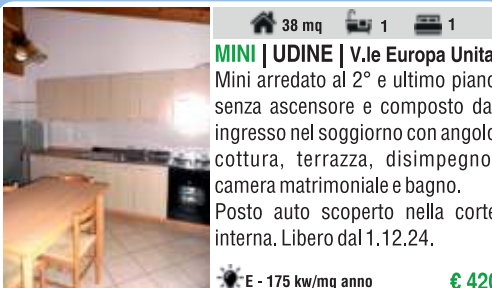 38 mq 1 1
MINI | UDINE | V.le Europa Unita
Mini arredato al 2° e ultimo piano
senza ascensore e composto da
ingresso nel soggiorno con angolo
cottura, terrazza, disimpegno
camera matrimoniale e bagno.
Posto auto scoperto nella corte
interna. Libero dal 1.12.24.
E - 175 kw/mq anno € 420